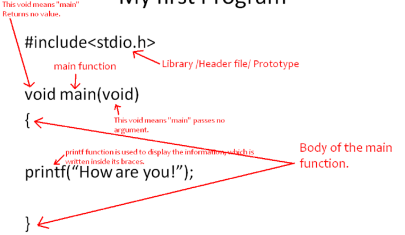 My first Program
This void means "main"
Returns no value.
#include<stdio.h>
Library /Header file/ Prototype
main function
void main(void)
This void means "main" passes no
argument.
{
printf function is used to display the information, which is
written inside its braces.
Body of the main
function.
printf(“How are you!”);
}